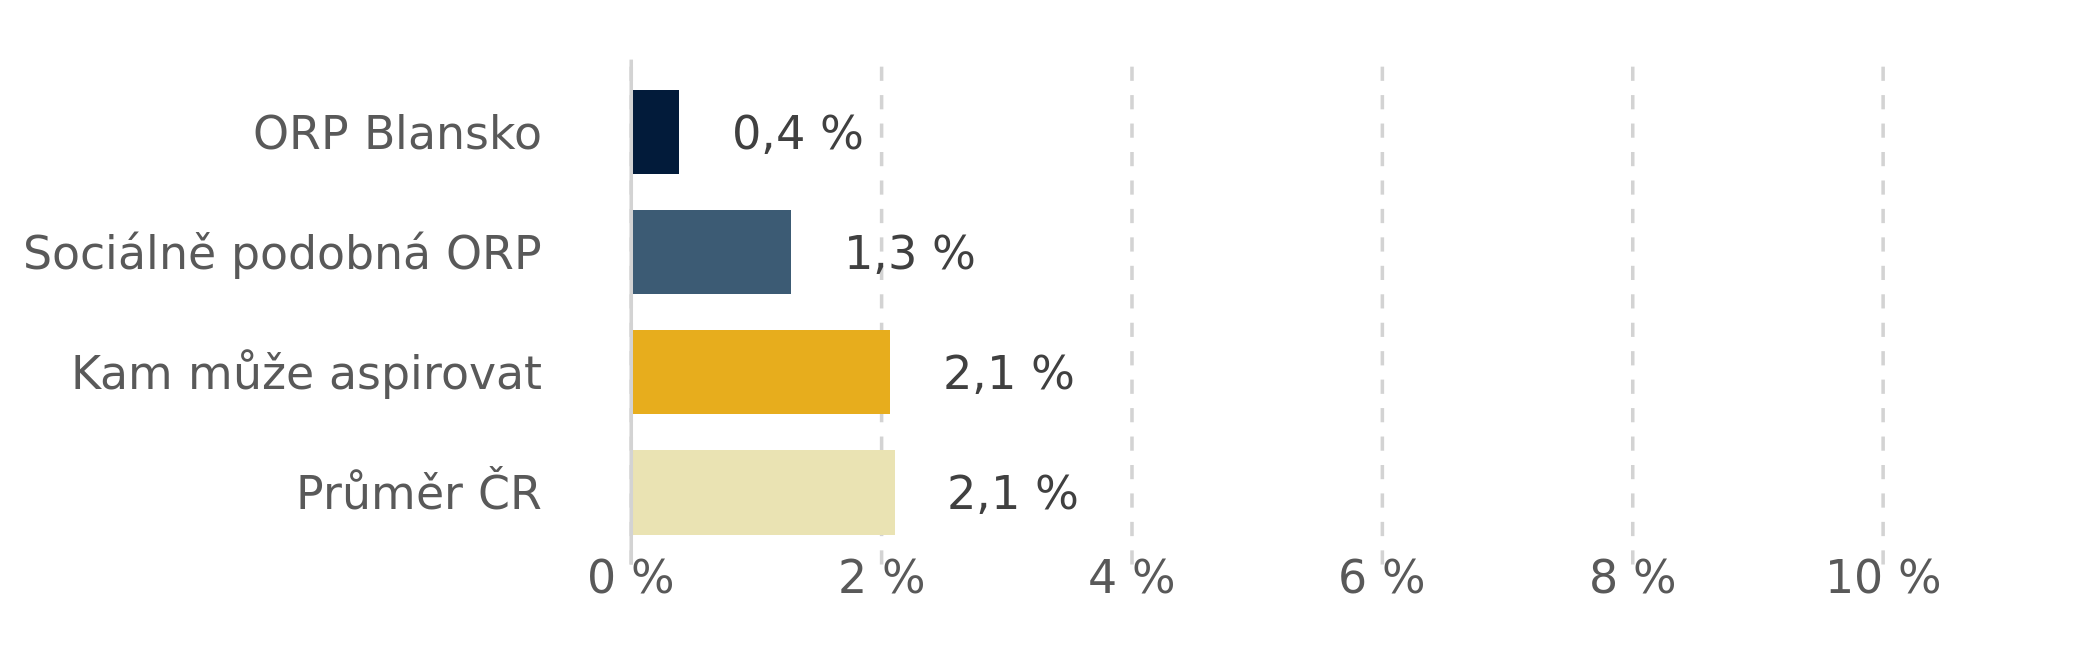 ORP Blansko 0,4 %
Sociálně podobná ORP 1,3 %
Kam může aspirovat 2,1 %
Průměr ČR 2,1 %
0 % 2 % 4 % 6 % 8 % 10 %